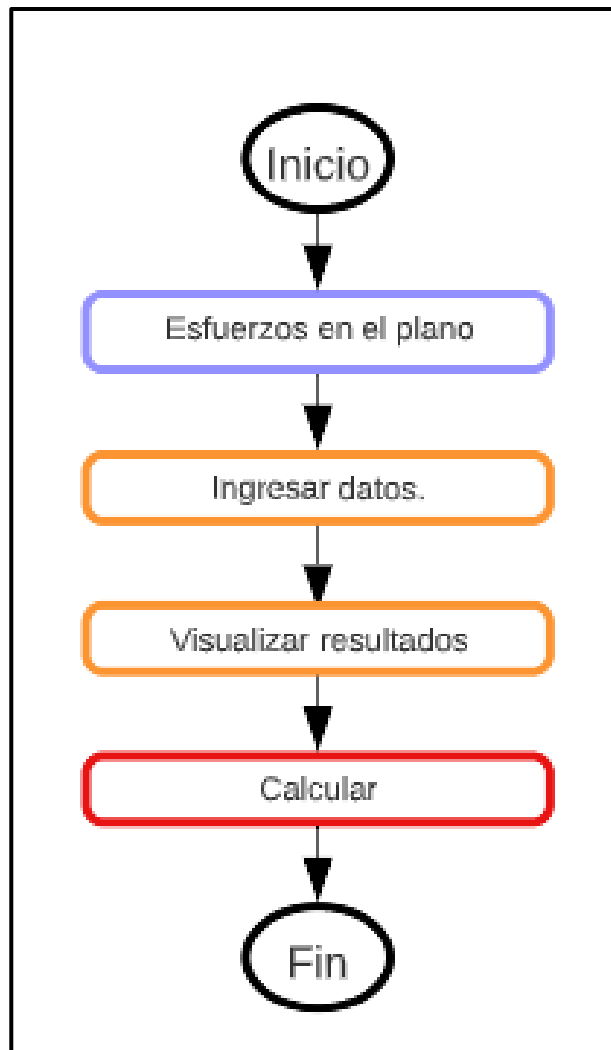 Inicio
Esfuerzos en el plano
Ingresar datos.
Visualizar resultados
Calcular
Fin